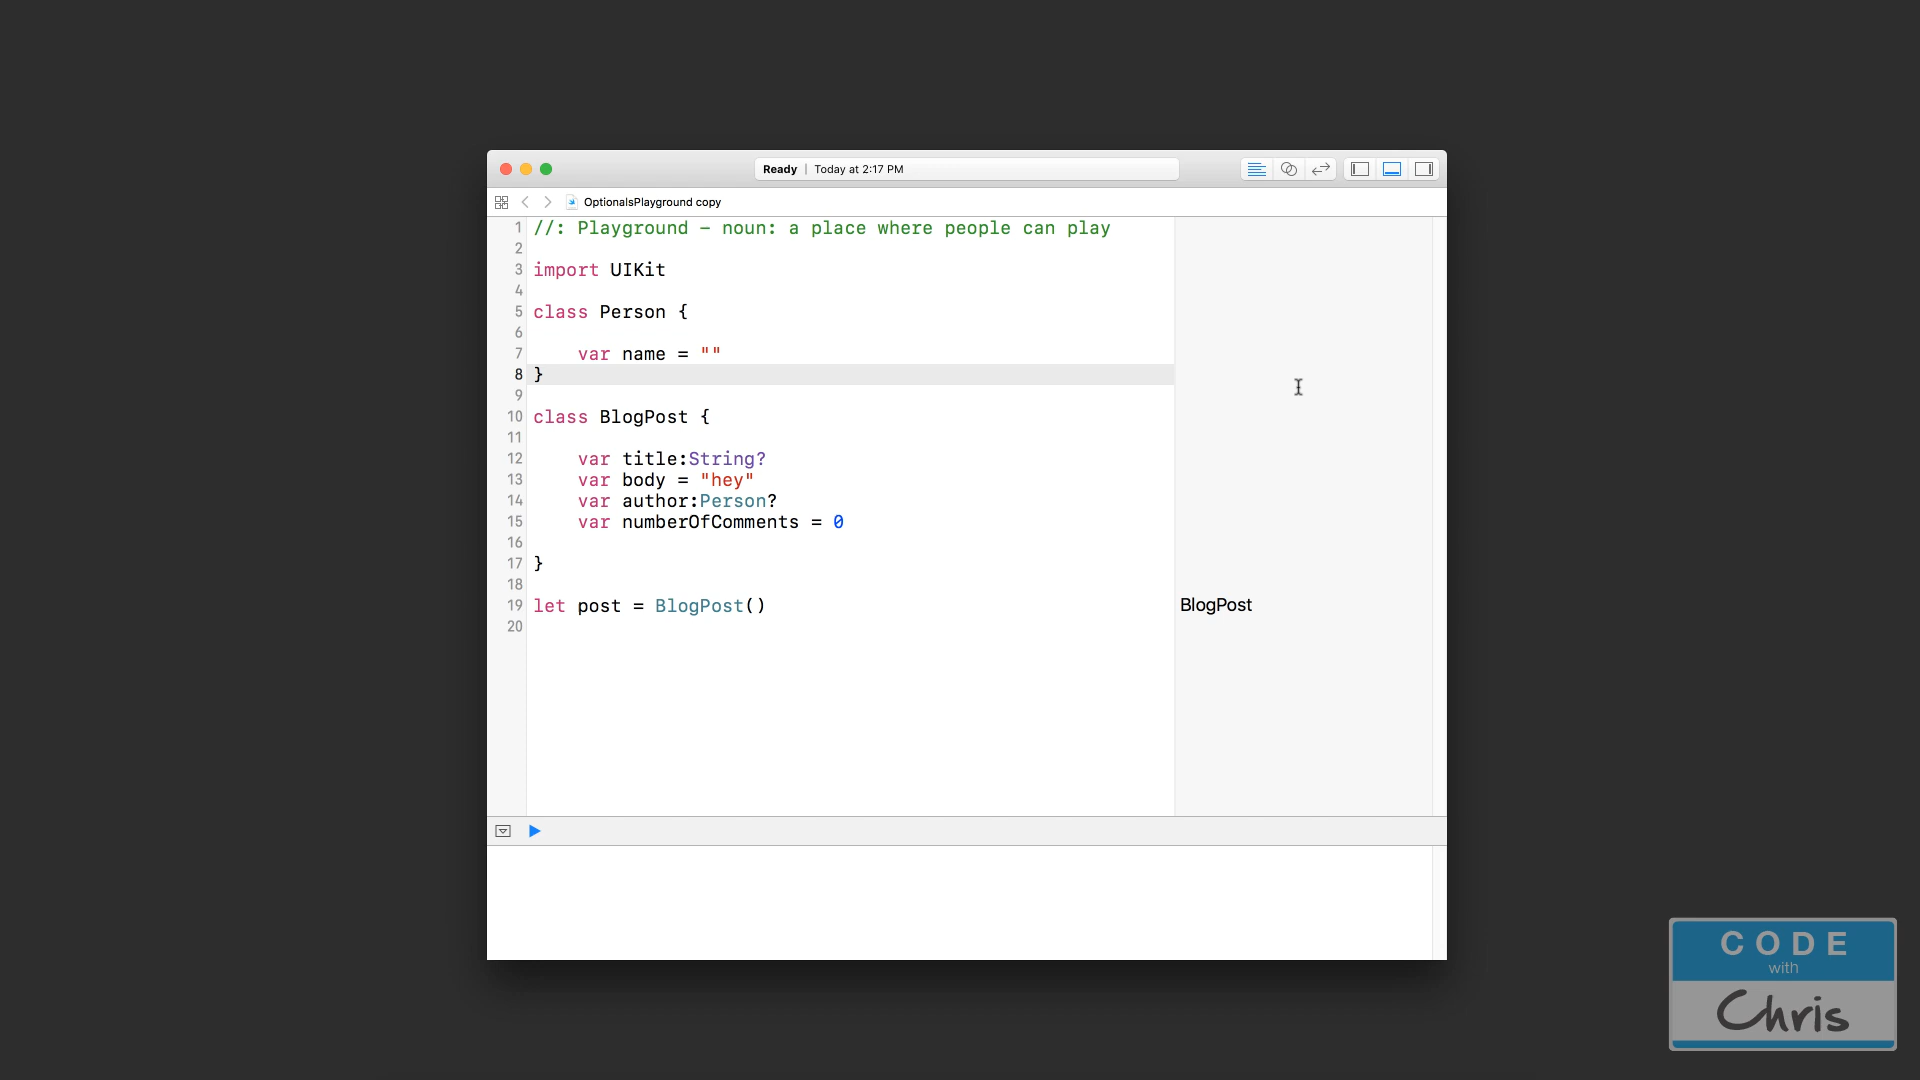 Ready | Today at 2:17 PM
OptionalsPlayground copy
1 //: Playground – noun: a place where people can play
2
3 import UIKit
4
5 class Person {
6
7 var name = ""
8 }
9
10 class BlogPost {
11
12 var title:String?
13 var body = "hey"
14 var author:Person?
15 var numberOfComments = 0
16
17 }
18
19 let post = BlogPost() BlogPost
20
CODE
with
Chris